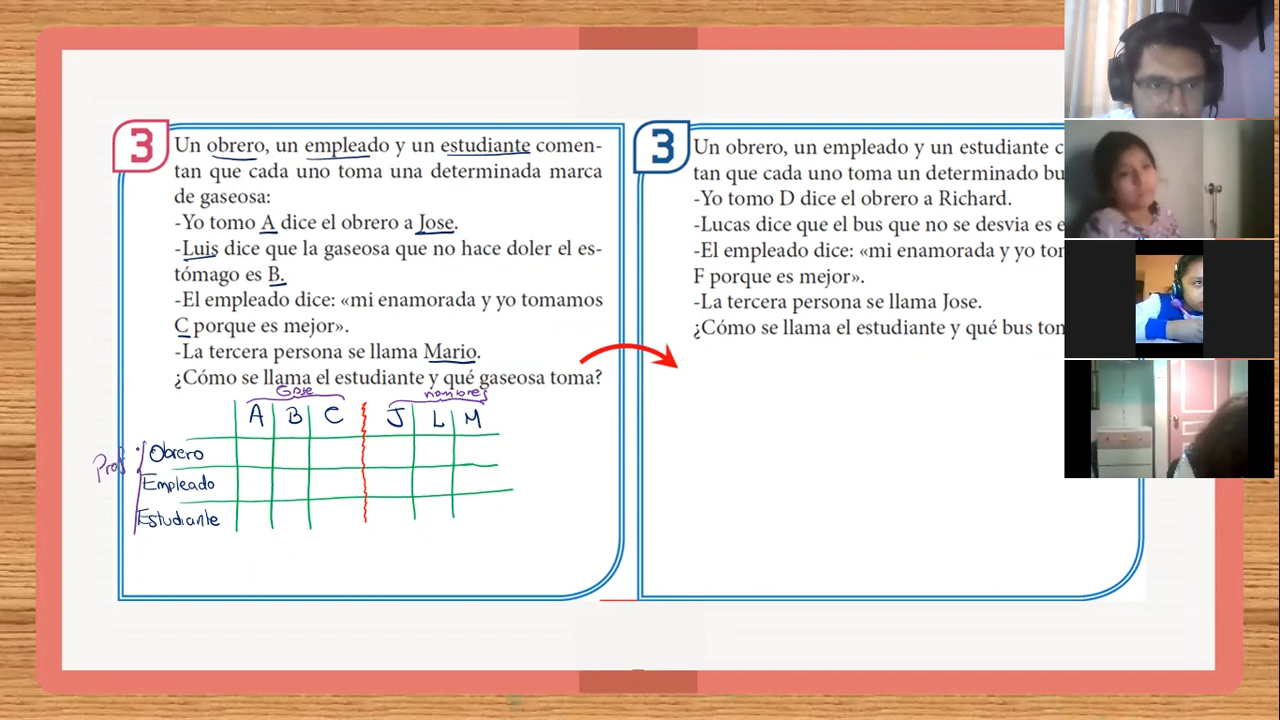 3
Un obrero, un empleado y un estudiante comen-
tan que cada uno toma una determinada marca
de gaseosa:
-Yo tomo A dice el obrero a Jose.
-Luis dice que la gaseosa que no hace doler el es-
tómago es B.
-El empleado dice: «mi enamorada y yo tomamos
C porque es mejor».
-La tercera persona se llama Mario.
¿Cómo se llama el estudiante y qué gaseosa toma?
Gase nombres
A B C J L M
Prof. Obrero
Empleado
Estudiante
3
Un obrero, un empleado y un estudiante c
tan que cada uno toma un determinado bu
-Yo tomo D dice el obrero a Richard.
-Lucas dice que el bus que no se desvia es e
-El empleado dice: «mi enamorada y yo tom
F porque es mejor».
-La tercera persona se llama Jose.
¿Cómo se llama el estudiante y qué bus ton